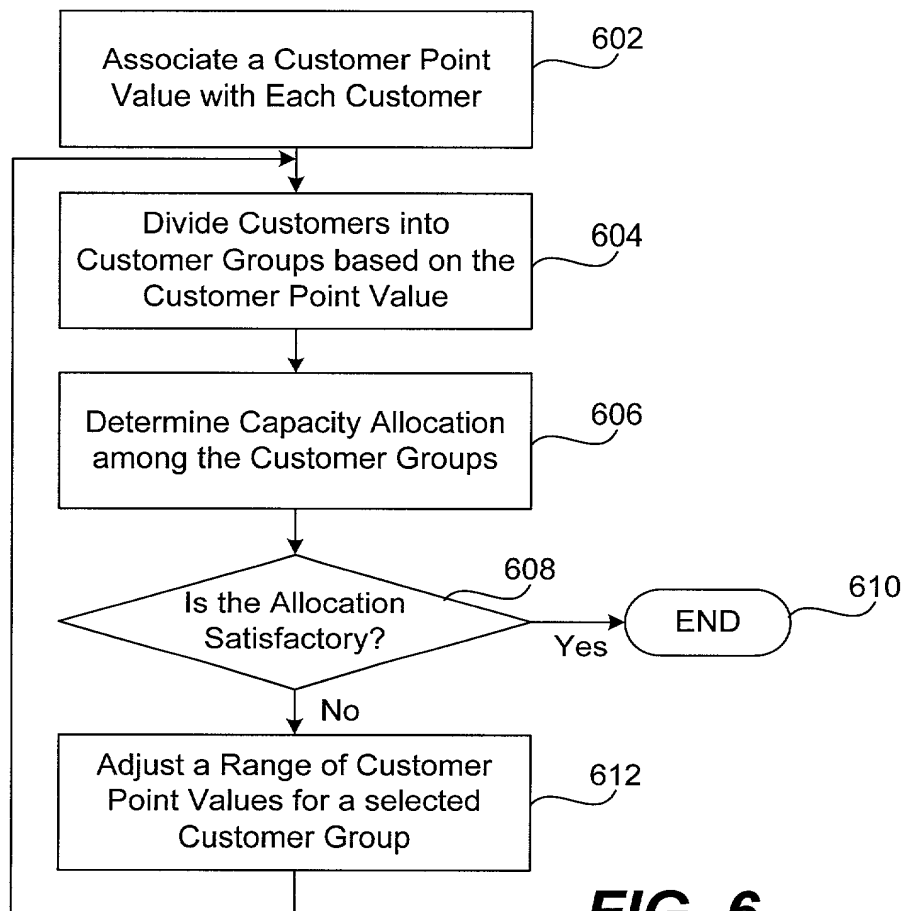 Associate a Customer Point
Value with Each Customer
602
Divide Customers into
Customer Groups based on the
Customer Point Value
604
Determine Capacity Allocation
among the Customer Groups
606
Is the Allocation
Satisfactory?
608
Yes
END
610
No
Adjust a Range of Customer
Point Values for a selected
Customer Group
612
FIG. 6